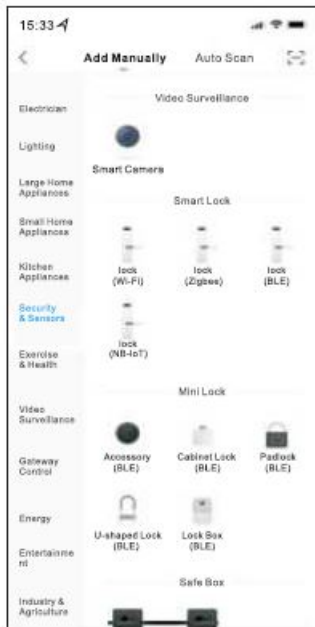 15:33
Add Manually Auto Scan
Electrician
Lighting
Large Home
Appliances
Small Home
Appliances
Kitchen
Appliances
Security
& Sensors
Exercise
& Health
Video
Surveillance
Gateway
Control
Energy
Entertainme
nt
Industry &
Agriculture
Video Surveillance
Smart Camera
Smart Lock
lock
(Wi-Fi)
lock
(Zigbee)
lock
(BLE)
lock
(NB-IoT)
Mini Lock
Accessory
(BLE)
Cabinet Lock
(BLE)
Padlock
(BLE)
U-shaped Lock
(BLE)
Lock Box
(BLE)
Safe Box